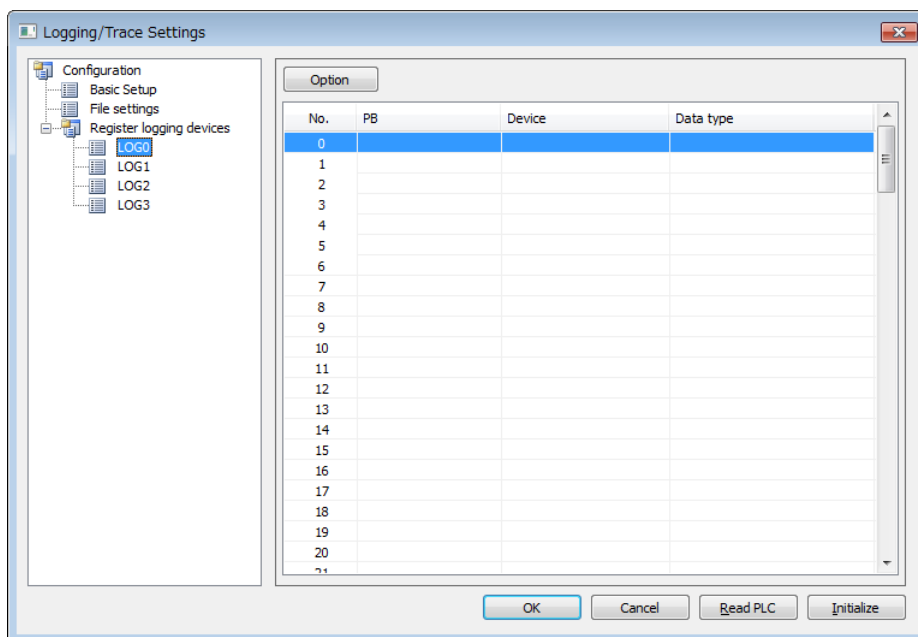 Logging/Trace Settings
Configuration
Basic Setup
File settings
Register logging devices
LOG0
LOG1
LOG2
LOG3
Option
No. PB Device Data type
0
1
2
3
4
5
6
7
8
9
10
11
12
13
14
15
16
17
18
19
20
21
OK Cancel Read PLC Initialize